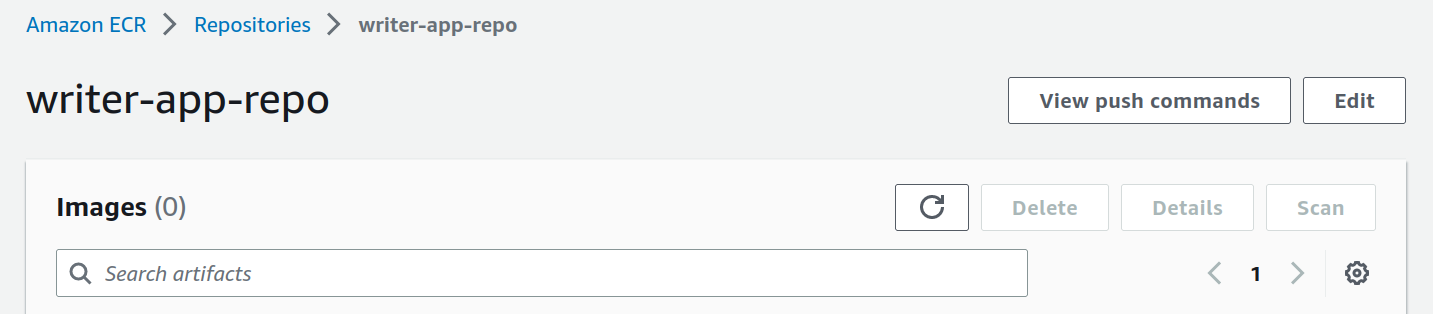 Amazon ECR > Repositories > writer-app-repo
writer-app-repo
View push commands
Edit
Images (0)
Delete
Details
Scan
Search artifacts
1